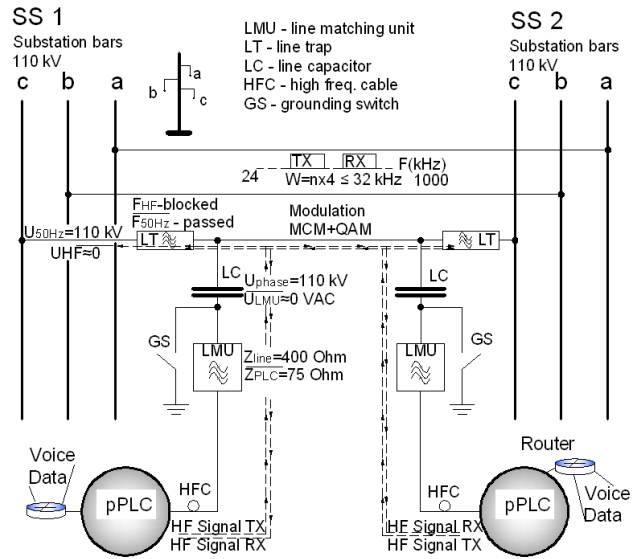 SS 1
Substation bars
110 kV
c b a
a
b
c
LMU - line matching unit
LT - line trap
LC - line capacitor
HFC - high freq. cable
GS - grounding switch
SS 2
Substation bars
110 kV
c b a
TX RX F(kHz)
24 W=nx4 ≤ 32 kHz 1000
FHF-blocked
F50Hz - passed
Modulation
MCM+QAM
U50Hz=110 kV
UHF≈0
LT
LT
LC
Uphase=110 kV
ULMU≈0 VAC
LC
GS
LMU
Zline=400 Ohm
ZPLC=75 Ohm
LMU
GS
Voice
Data
pPLC
HFC
HF Signal TX
HF Signal RX
HFC
HF Signal RX
HF Signal TX
pPLC
Router
Voice
Data